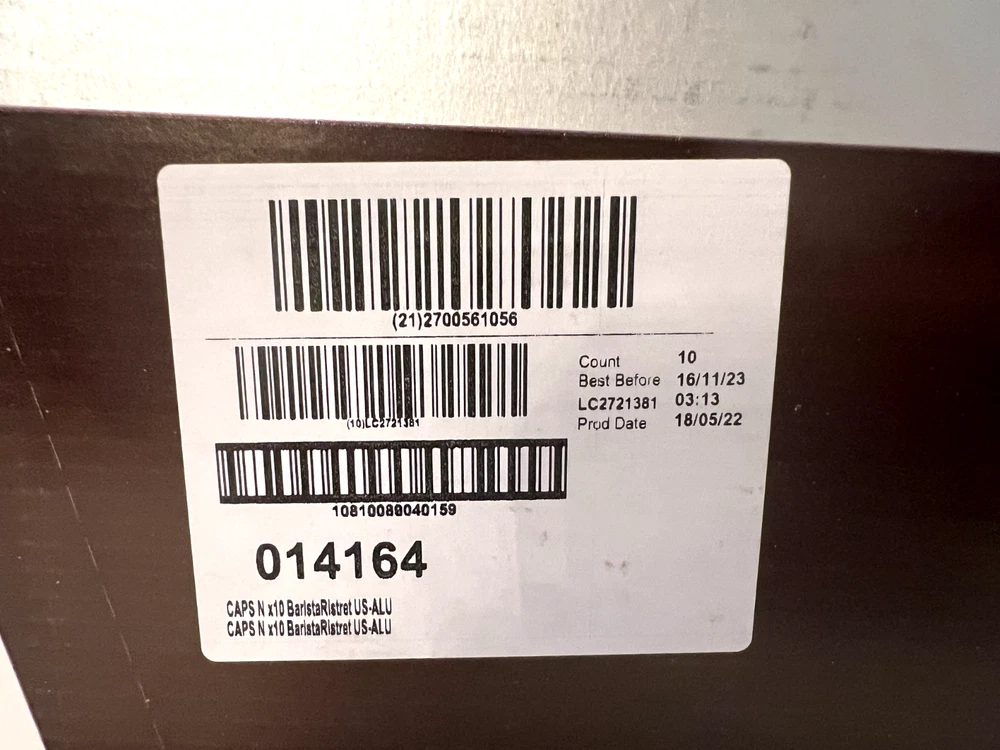 (21)2700561056
Count 10
Best Before 16/11/23
LC2721381 03:13
Prod Date 18/05/22
(10)LC2721381
10810089040159
014164
CAPS N x10 BaristaRistret US-ALU
CAPS N x10 BaristaRistret US-ALU